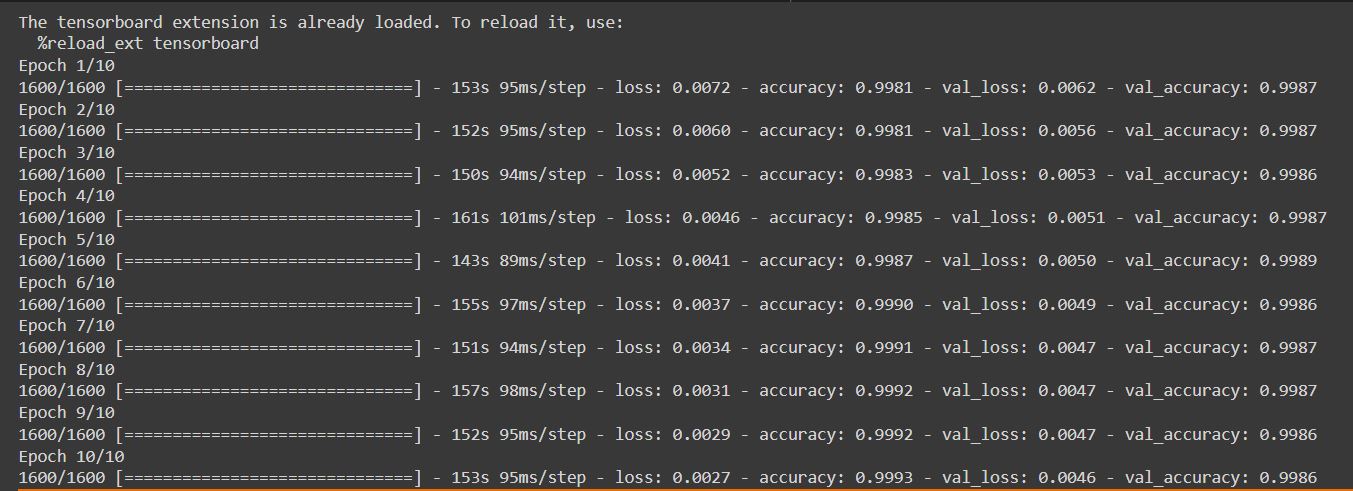 The tensorboard extension is already loaded. To reload it, use:
  %reload_ext tensorboard
Epoch 1/10
1600/1600 [==============================] - 153s 95ms/step - loss: 0.0072 - accuracy: 0.9981 - val_loss: 0.0062 - val_accuracy: 0.9987
Epoch 2/10
1600/1600 [==============================] - 152s 95ms/step - loss: 0.0060 - accuracy: 0.9981 - val_loss: 0.0056 - val_accuracy: 0.9987
Epoch 3/10
1600/1600 [==============================] - 150s 94ms/step - loss: 0.0052 - accuracy: 0.9983 - val_loss: 0.0053 - val_accuracy: 0.9986
Epoch 4/10
1600/1600 [==============================] - 161s 101ms/step - loss: 0.0046 - accuracy: 0.9985 - val_loss: 0.0051 - val_accuracy: 0.9987
Epoch 5/10
1600/1600 [==============================] - 143s 89ms/step - loss: 0.0041 - accuracy: 0.9987 - val_loss: 0.0050 - val_accuracy: 0.9989
Epoch 6/10
1600/1600 [==============================] - 155s 97ms/step - loss: 0.0037 - accuracy: 0.9990 - val_loss: 0.0049 - val_accuracy: 0.9986
Epoch 7/10
1600/1600 [==============================] - 151s 94ms/step - loss: 0.0034 - accuracy: 0.9991 - val_loss: 0.0047 - val_accuracy: 0.9987
Epoch 8/10
1600/1600 [==============================] - 157s 98ms/step - loss: 0.0031 - accuracy: 0.9992 - val_loss: 0.0047 - val_accuracy: 0.9987
Epoch 9/10
1600/1600 [==============================] - 152s 95ms/step - loss: 0.0029 - accuracy: 0.9992 - val_loss: 0.0047 - val_accuracy: 0.9986
Epoch 10/10
1600/1600 [==============================] - 153s 95ms/step - loss: 0.0027 - accuracy: 0.9993 - val_loss: 0.0046 - val_accuracy: 0.9986